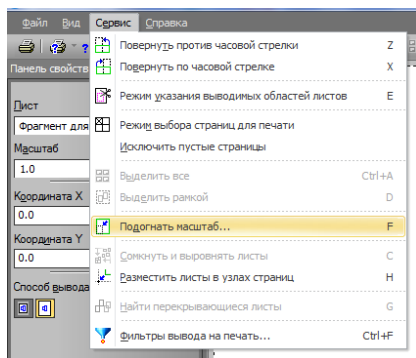 Файл Вид Сервис Справка
Панель свойств
Повернуть против часовой стрелки Z
Повернуть по часовой стрелке X
Режим указания выводимых областей листов E
Режим выбора страниц для печати
Исключить пустые страницы
Выделить все Ctrl+A
Выделить рамкой D
Подогнать масштаб... F
Сомкнуть и выровнять листы C
Разместить листы в узлах страниц H
Найти перекрывающиеся листы G
Фильтры вывода на печать... Ctrl+F
Лист
Фрагмент для
Масштаб
1.0
Координата X
0.0
Координата Y
0.0
Способ вывода